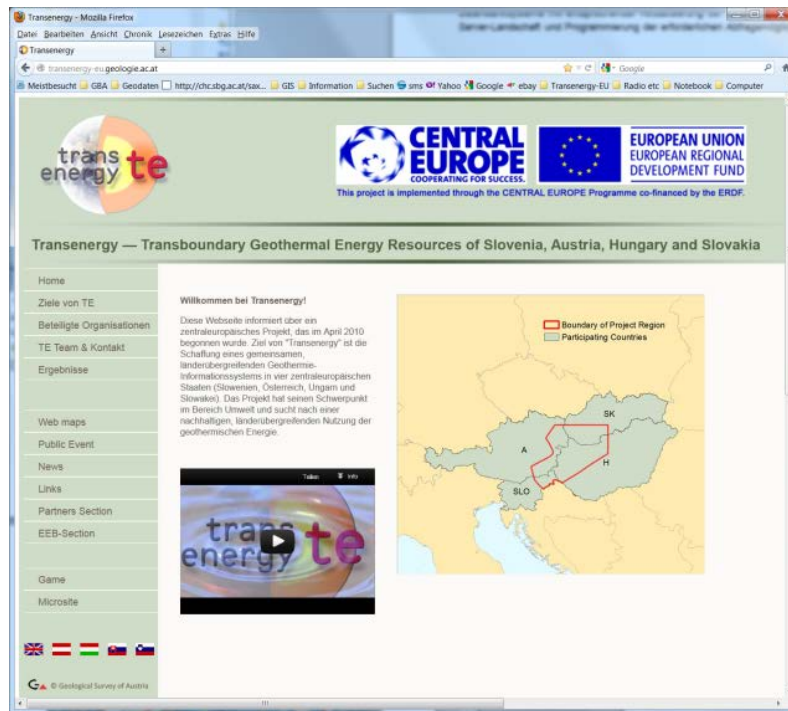 Transenergy - Mozilla Firefox
Datei Bearbeiten Ansicht Chronik Lesezeichen Extras Hilfe
Transenergy
transenergy-eu.geologie.ac.at
Google
Meistbesucht GBA Geodaten http://chc.sbg.ac.at/sax... GIS Information Suchen sms Yahoo Google ebay Transenergy-EU Radio etc Notebook Computer
trans
energy te
CENTRAL
EUROPE
COOPERATING FOR SUCCESS.
EUROPEAN UNION
EUROPEAN REGIONAL
DEVELOPMENT FUND
This project is implemented through the CENTRAL EUROPE Programme co-financed by the ERDF.
Transenergy — Transboundary Geothermal Energy Resources of Slovenia, Austria, Hungary and Slovakia
Home
Ziele von TE
Beteiligte Organisationen
TE Team & Kontakt
Ergebnisse
Web maps
Public Event
News
Links
Partners Section
EEB-Section
Game
Microsite
© Geological Survey of Austria
Willkommen bei Transenergy!
Diese Webseite informiert über ein
zentraleuropäisches Projekt, das im April 2010
begonnen wurde. Ziel von "Transenergy" ist die
Schaffung eines gemeinsamen,
länderübergreifenden Geothermie-
Informationssystems in vier zentraleuropäischen
Staaten (Slowenien, Österreich, Ungarn und
Slowakei). Das Projekt hat seinen Schwerpunkt
im Bereich Umwelt und sucht nach einer
nachhaltigen, länderübergreifenden Nutzung der
geothermischen Energie.
Teilen Info
trans
energy te
Boundary of Project Region
Participating Countries
SK
A
H
SLO